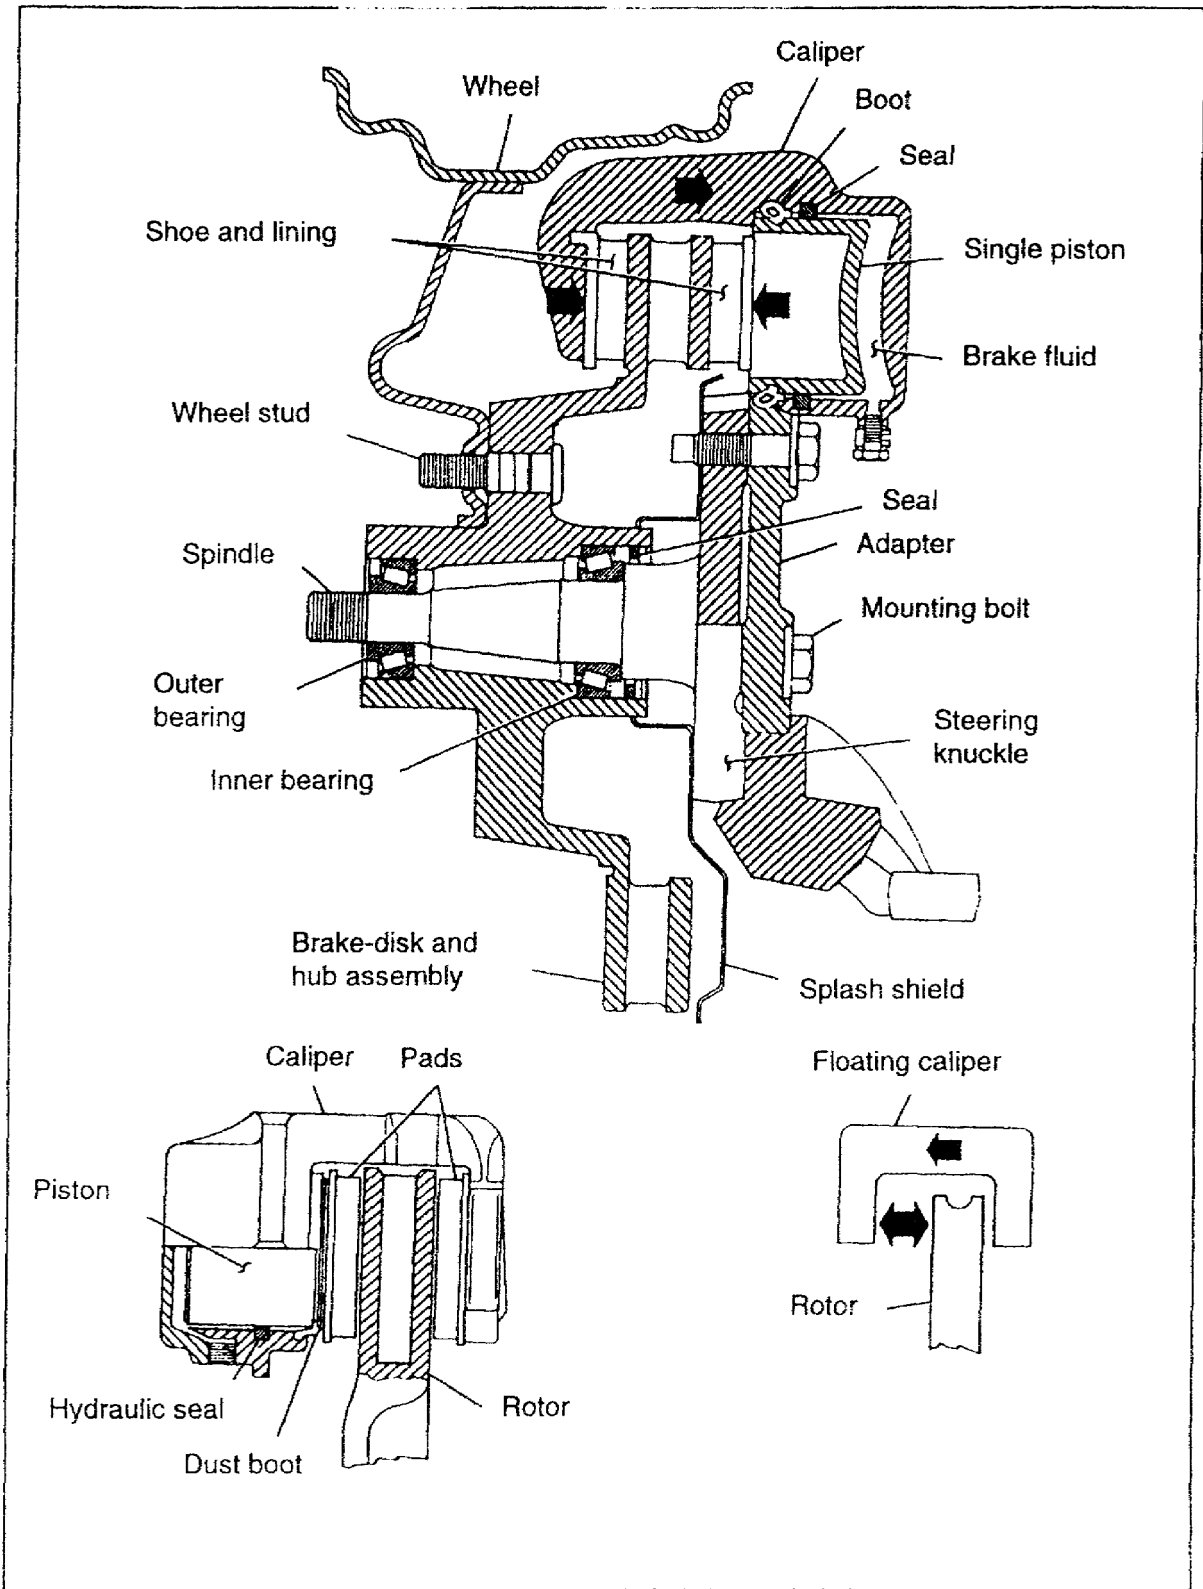 Caliper
Wheel
Boot
Seal
Shoe and lining
Single piston
Brake fluid
Wheel stud
Seal
Adapter
Spindle
Mounting bolt
Outer
bearing
Steering
knuckle
Inner bearing
Brake-disk and
hub assembly
Splash shield
Caliper
Pads
Floating caliper
Piston
Rotor
Hydraulic seal
Rotor
Dust boot